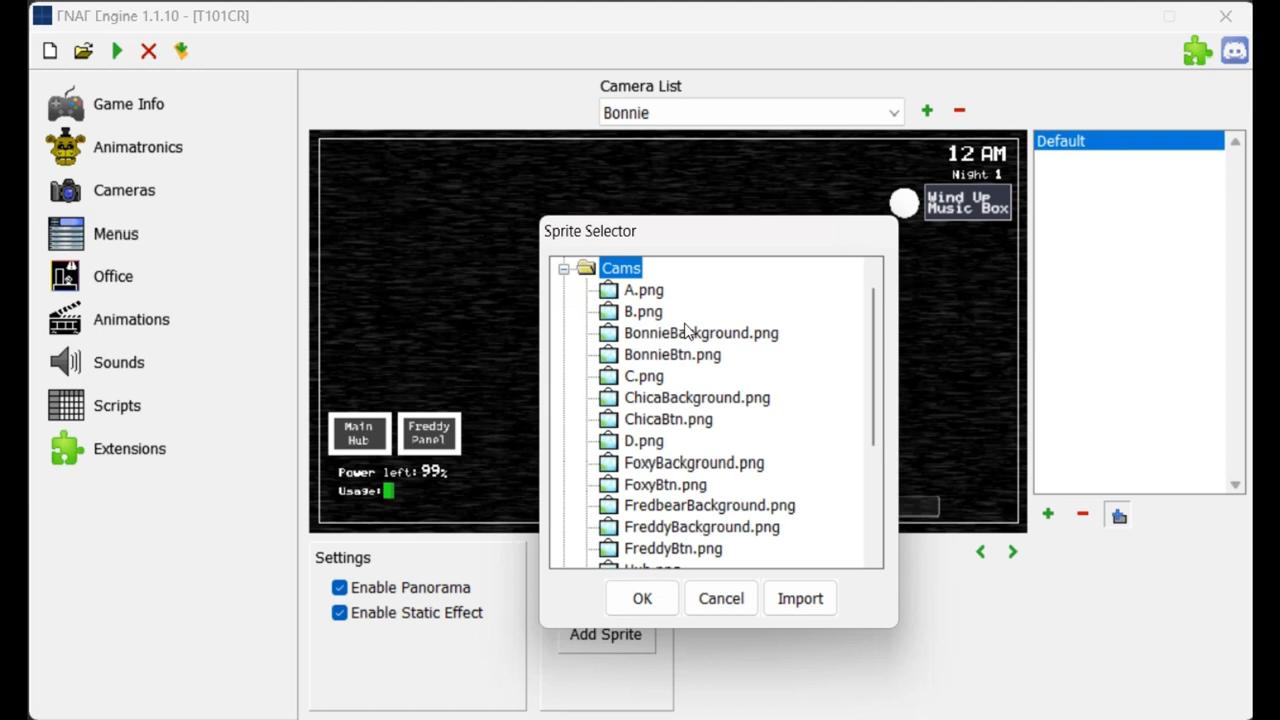 ГNАГ Engine 1.1.10 - [T101CR]
Camera List
Bonnie
Game Info
Animatronics
Cameras
Menus
Office
Animations
Sounds
Scripts
Extensions
12 AM
Night 1
Wind Up
Music Box
Default
Main
Hub
Freddy
Panel
Power left: 99%
Usage:
Sprite Selector
Cams
A.png
B.png
BonnieBackground.png
BonnieBtn.png
C.png
ChicaBackground.png
ChicaBtn.png
D.png
FoxyBackground.png
FoxyBtn.png
FredbearBackground.png
FreddyBackground.png
FreddyBtn.png
OK
Cancel
Import
Settings
Enable Panorama
Enable Static Effect
Add Sprite